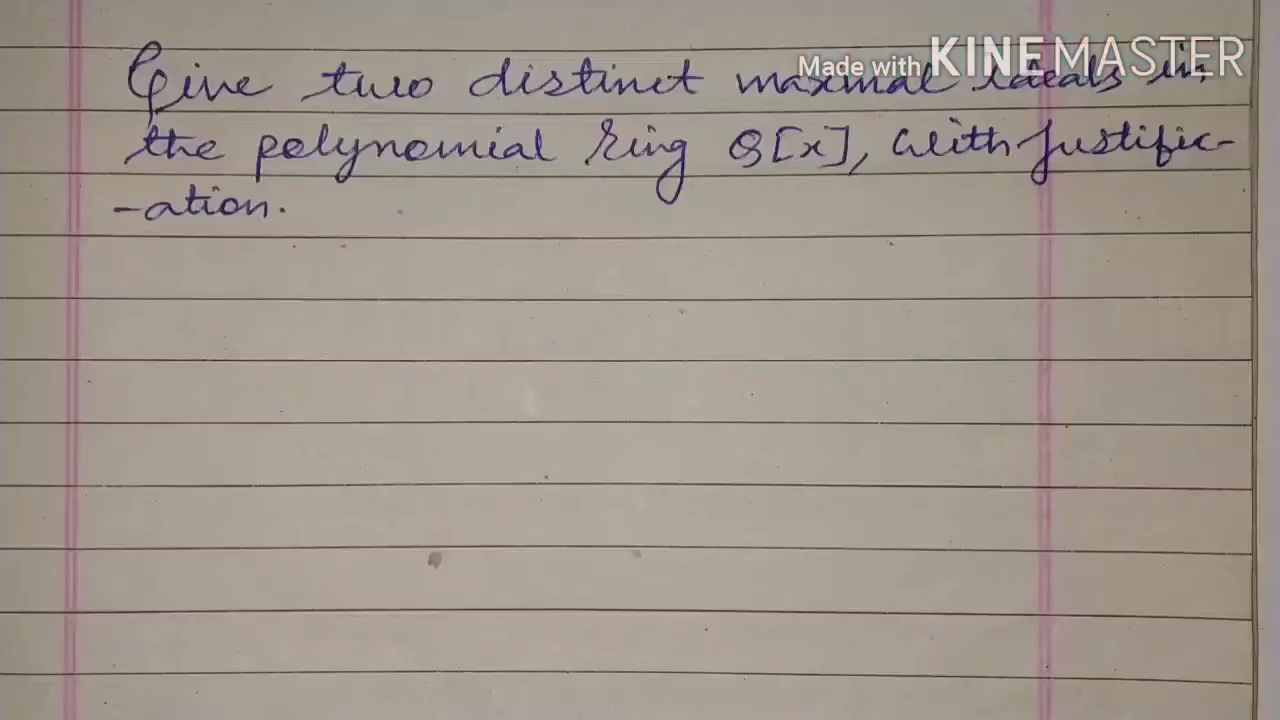 Made with KINEMASTER
Give two distinct maximal ideals in
the polynomial ring Q[x], with justific-
-ation.